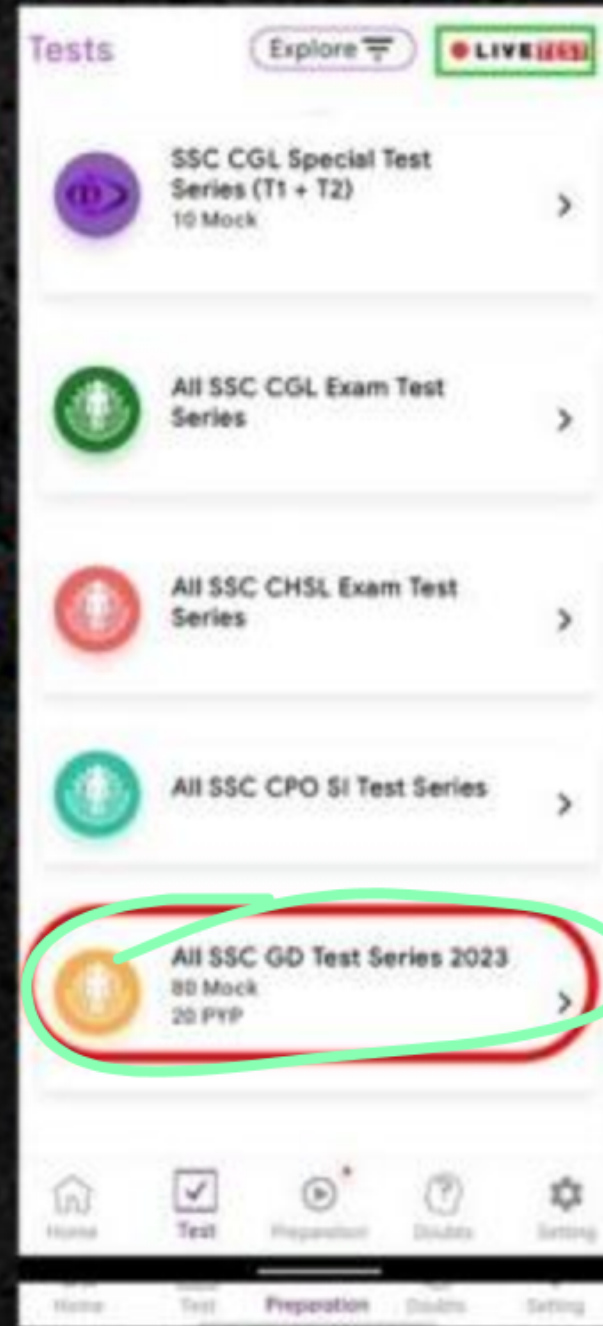 Tests
Explore
LIVE TEST
SSC CGL Special Test
Series (T1 + T2)
10 Mock
All SSC CGL Exam Test
Series
All SSC CHSL Exam Test
Series
All SSC CPO SI Test Series
All SSC GD Test Series 2023
80 Mock
20 PYP
Home
Test
Preparation
Doubts
Setting
Home
Test
Preparation
Doubts
Setting